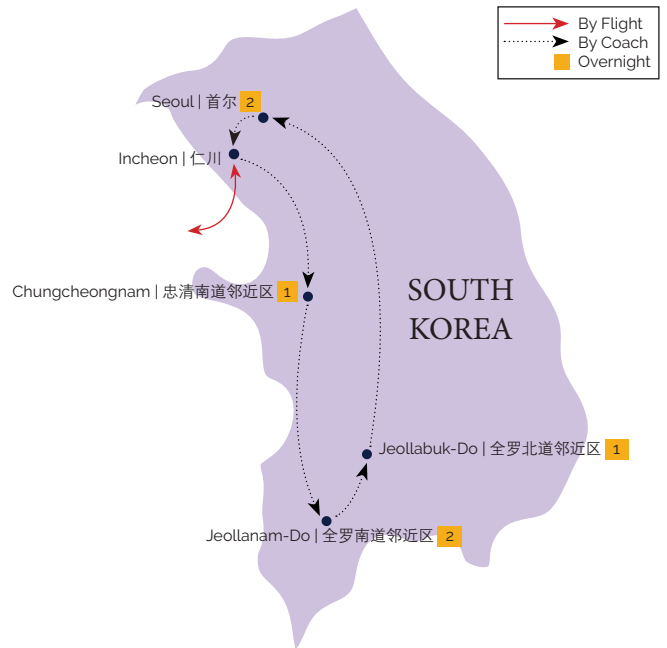 By Flight
By Coach
Overnight
Seoul | 首尔 2
Incheon | 仁川
Chungcheongnam | 忠清南道邻近区 1
SOUTH
KOREA
Jeollabuk-Do | 全罗北道邻近区 1
Jeollanam-Do | 全罗南道邻近区 2